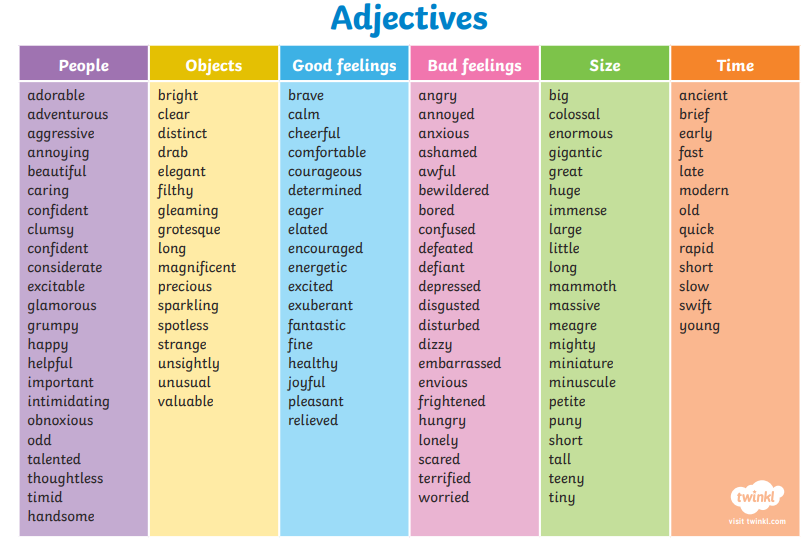 Adjectives
People Objects Good feelings Bad feelings Size Time
adorable bright brave angry big ancient
adventurous clear calm annoyed colossal brief
aggressive distinct cheerful anxious enormous early
annoying drab comfortable ashamed gigantic fast
beautiful elegant courageous awful great late
caring filthy determined bewildered huge modern
confident gleaming eager bored immense old
clumsy grotesque elated confused large quick
confident long encouraged defeated little rapid
considerate magnificent energetic defiant long short
excitable precious excited depressed mammoth slow
glamorous sparkling exuberant disgusted massive swift
grumpy spotless fantastic disturbed meagre young
happy strange fine dizzy mighty
helpful unsightly healthy embarrassed miniature
important unusual joyful envious minuscule
intimidating valuable pleasant frightened petite
obnoxious relieved hungry puny
odd lonely short
talented scared tall
thoughtless terrified teeny
timid worried tiny
handsome
twinkl
visit twinkl.com